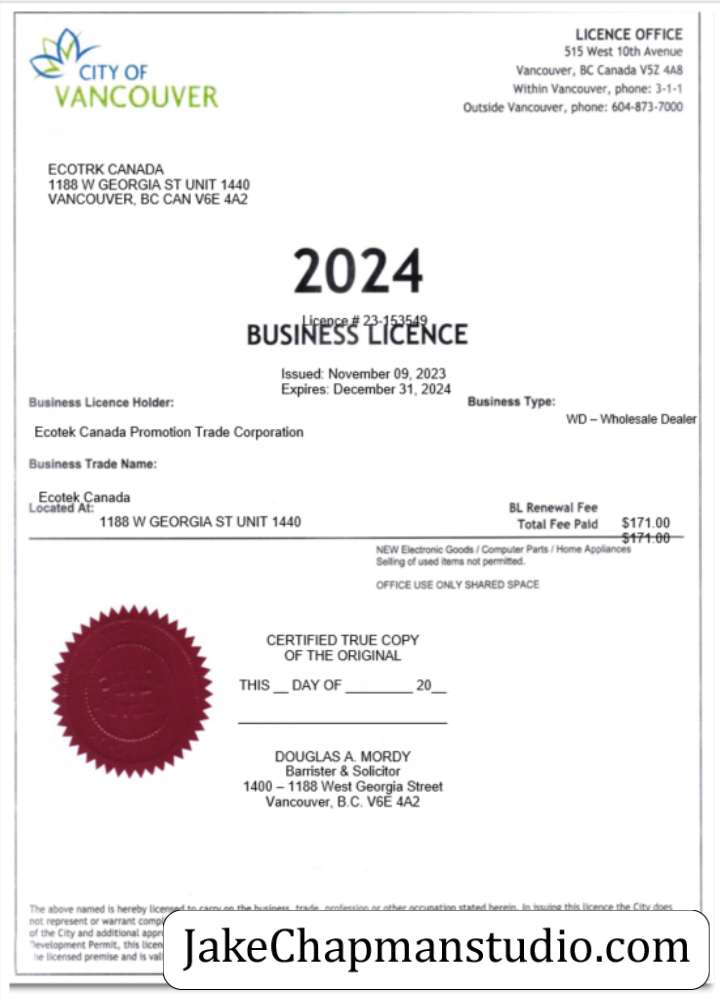 CITY OF
VANCOUVER
LICENCE OFFICE
515 West 10th Avenue
Vancouver, BC Canada V5Z 4A8
Within Vancouver, phone: 3-1-1
Outside Vancouver, phone: 604-873-7000
ECOTRK CANADA
1188 W GEORGIA ST UNIT 1440
VANCOUVER, BC CAN V6E 4A2
2024
Licence # 23-153549
BUSINESS LICENCE
Issued: November 09, 2023
Expires: December 31, 2024
Business Licence Holder:
Business Type:
WD – Wholesale Dealer
Ecotek Canada Promotion Trade Corporation
Business Trade Name:
Ecotek Canada
Located At:
1188 W GEORGIA ST UNIT 1440
BL Renewal Fee
Total Fee Paid $171.00
$171.00
NEW Electronic Goods / Computer Parts / Home Appliances
Selling of used items not permitted.
OFFICE USE ONLY SHARED SPACE
CERTIFIED TRUE COPY
OF THE ORIGINAL
THIS __ DAY OF ________ 20__
DOUGLAS A. MORDY
Barrister & Solicitor
1400 – 1188 West Georgia Street
Vancouver, B.C. V6E 4A2
The above named is hereby licensed to carry on the business, trade, profession or other occupation stated herein. In issuing this licence the City does
not represent or warrant
of the City and additional
Development Permit, this
licensed premise and is
JakeChapmanstudio.com